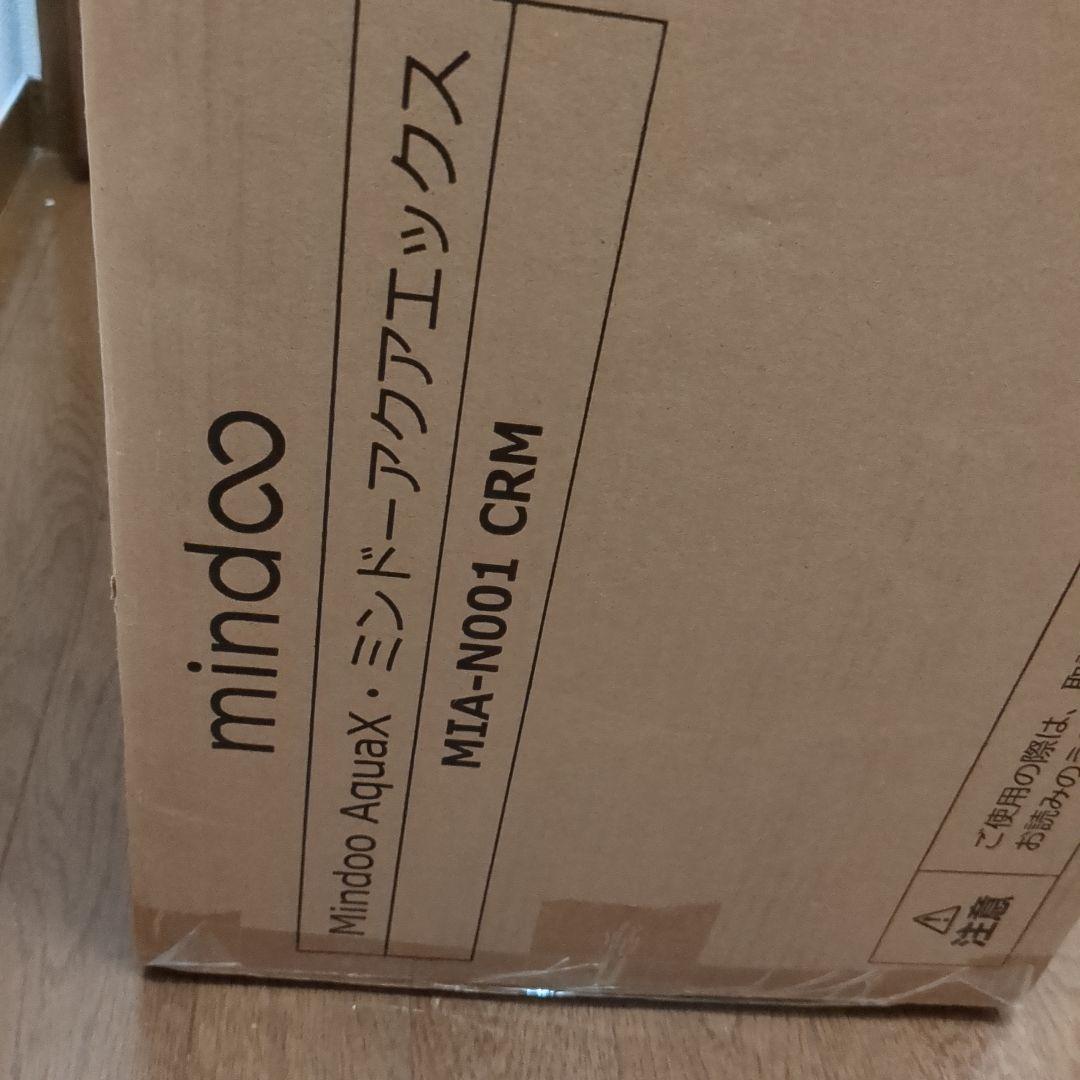 mindoo
Mindoo AquaX・ミンドーアクアエックス
MIA-N001 CRM
注意
ご使用の際は、
お読みのう